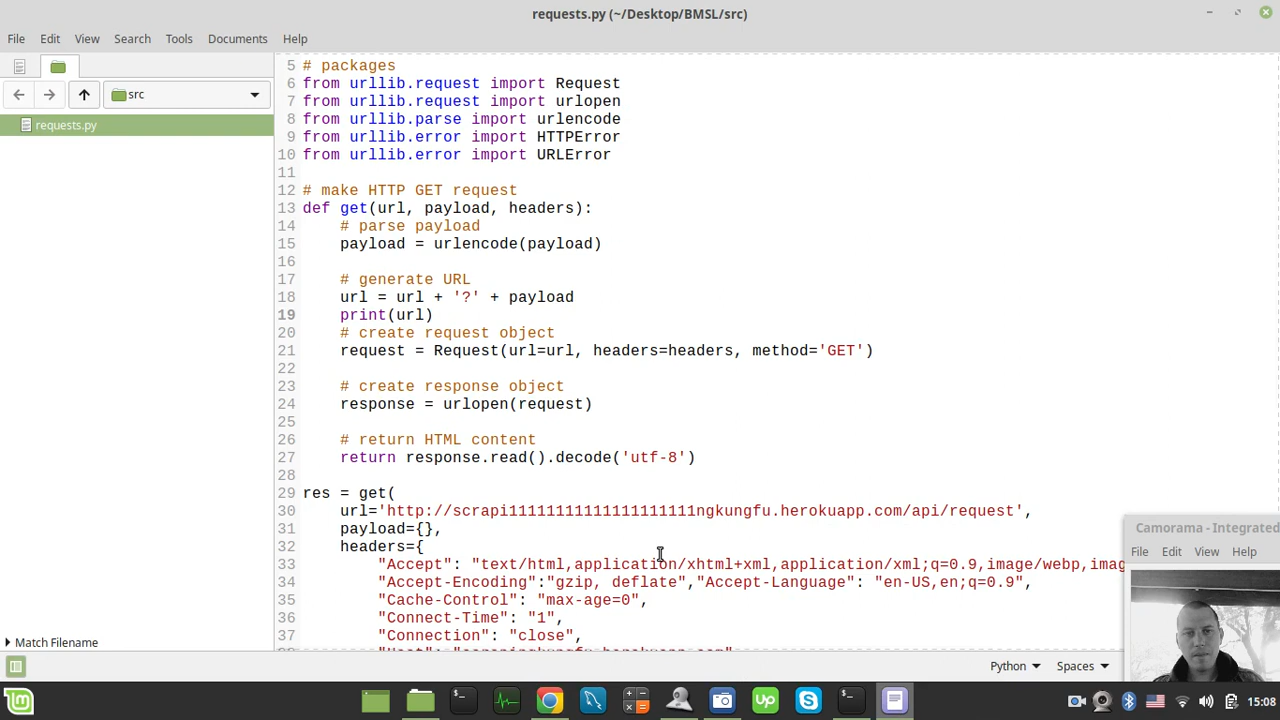 requests.py (~/Desktop/BMSL/src)
File Edit View Search Tools Documents Help
src
requests.py
5 # packages
6 from urllib.request import Request
7 from urllib.request import urlopen
8 from urllib.parse import urlencode
9 from urllib.error import HTTPError
10 from urllib.error import URLError
11
12 # make HTTP GET request
13 def get(url, payload, headers):
14 # parse payload
15 payload = urlencode(payload)
16
17 # generate URL
18 url = url + '?' + payload
19 print(url)
20 # create request object
21 request = Request(url=url, headers=headers, method='GET')
22
23 # create response object
24 response = urlopen(request)
25
26 # return HTML content
27 return response.read().decode('utf-8')
28
29 res = get(
30 url='http://scrapi11111111111111111111ngkungfu.herokuapp.com/api/request',
31 payload={},
32 headers={
33 "Accept": "text/html,application/xhtml+xml,application/xml;q=0.9,image/webp,imag
34 "Accept-Encoding":"gzip, deflate","Accept-Language": "en-US,en;q=0.9",
35 "Cache-Control": "max-age=0",
36 "Connect-Time": "1",
37 "Connection": "close",
Match Filename
Python Spaces
Camorama - Integrated
File Edit View Help
15:08